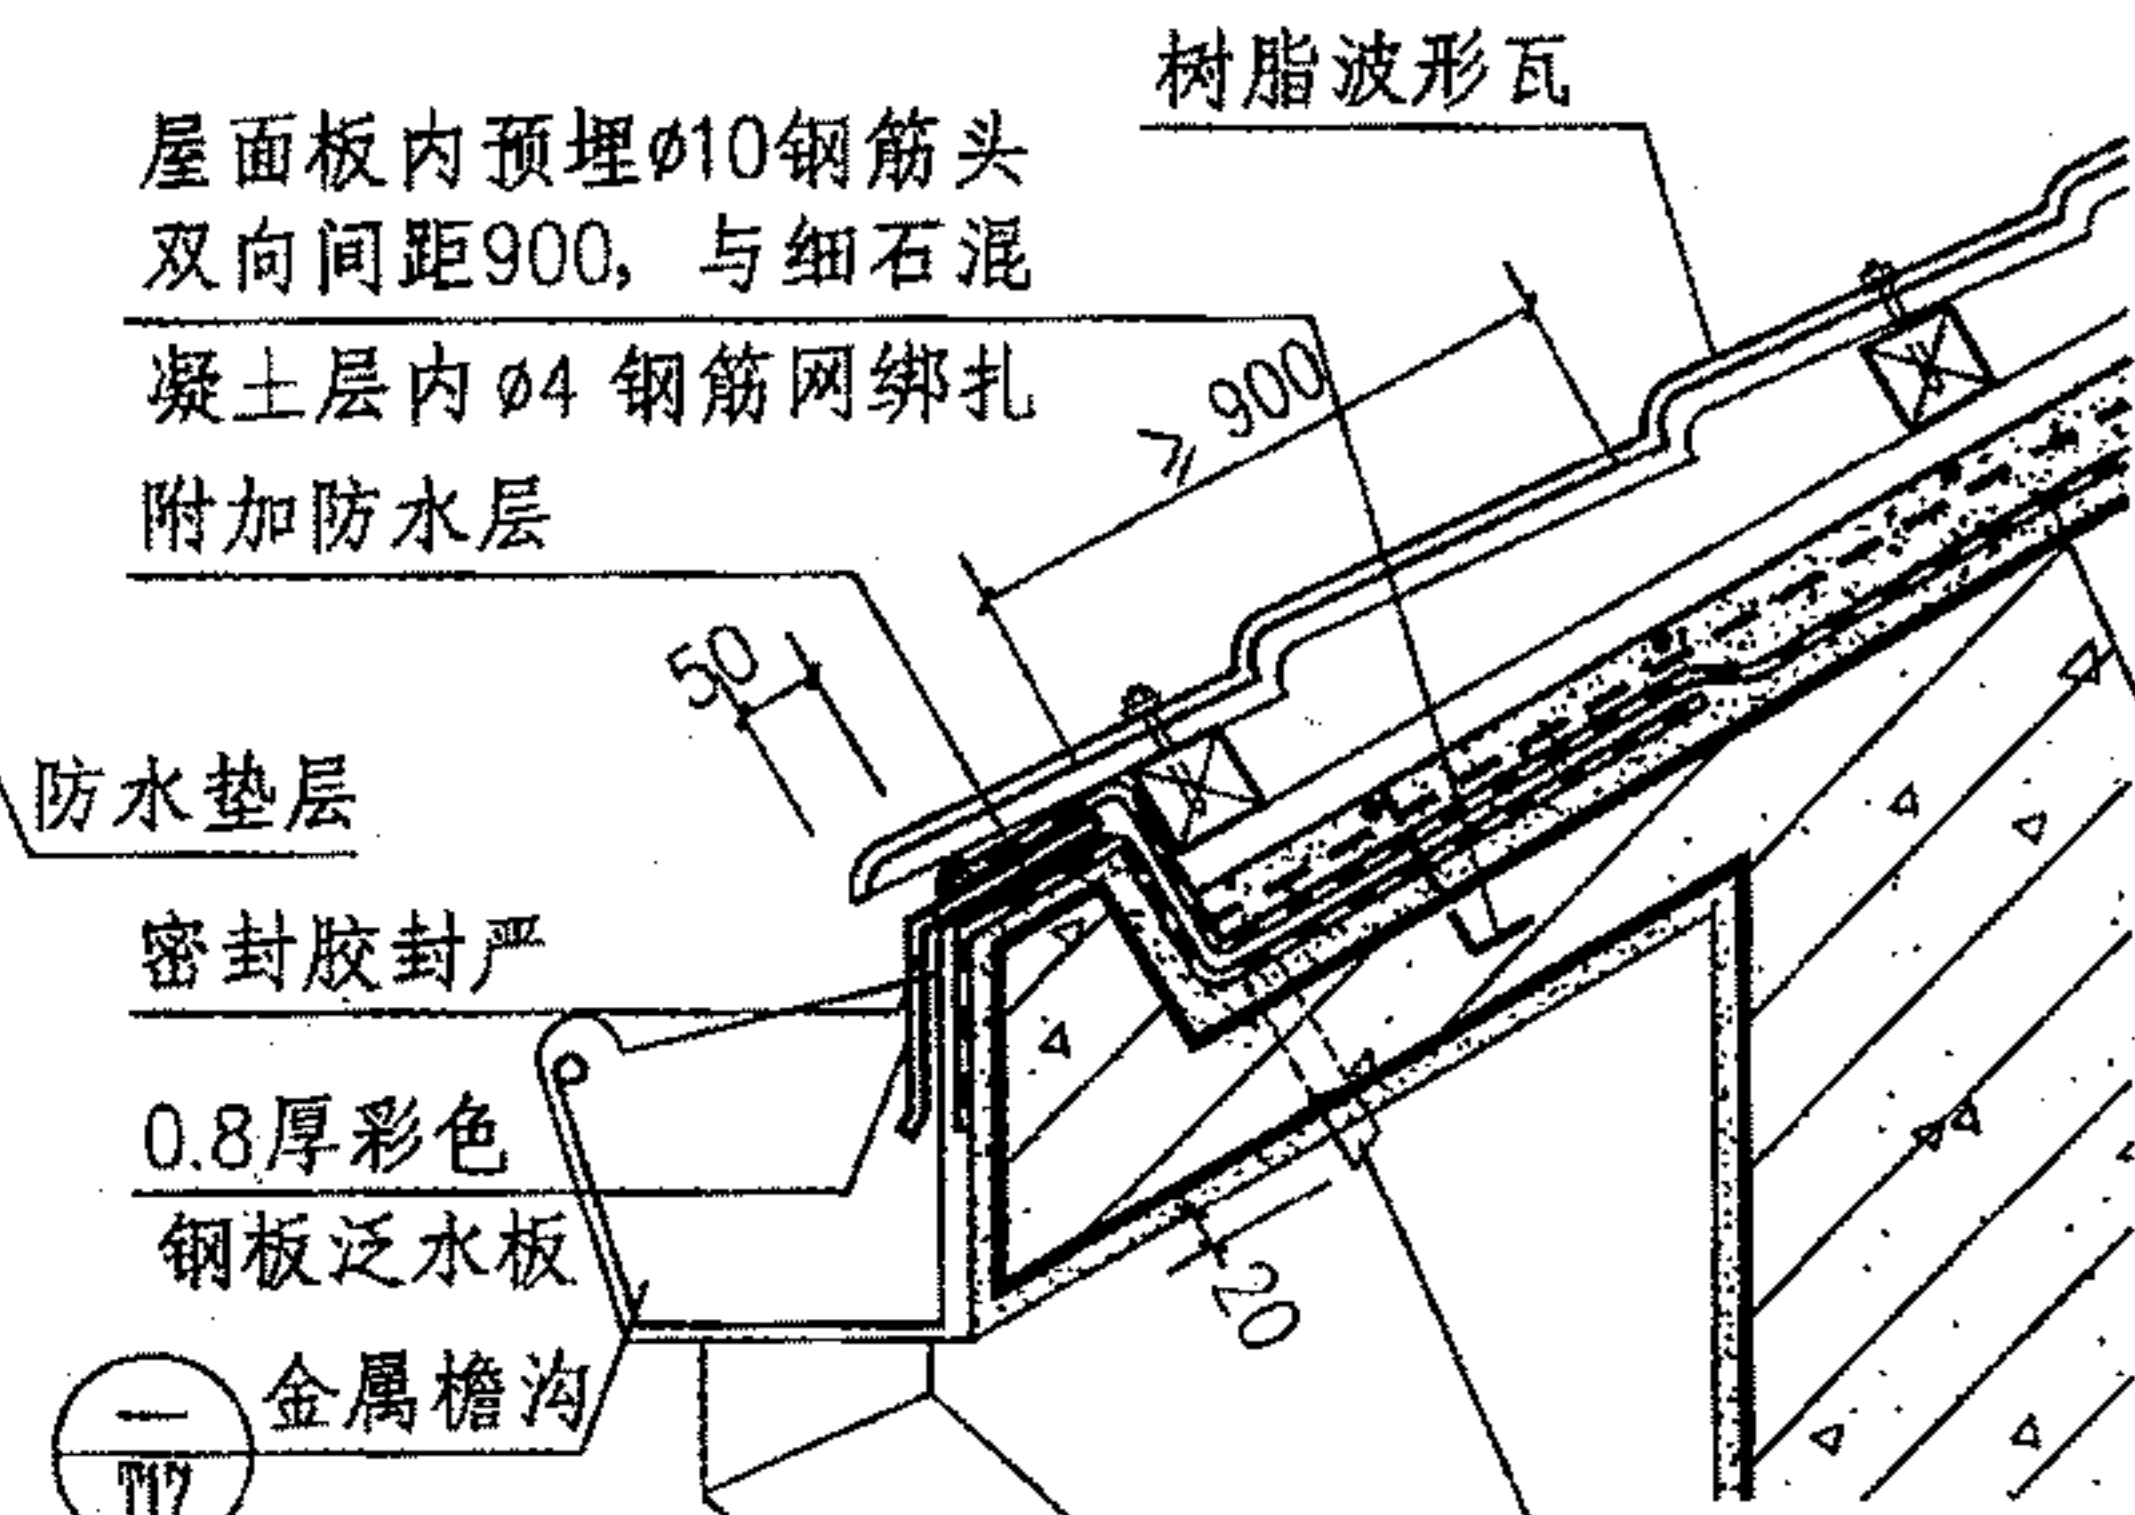 树脂波形瓦
屋面板内预埋ø10钢筋头
双向间距900，与细石混
凝土层内ø4 钢筋网绑扎
≥900
附加防水层
50
防水垫层
密封胶封严
0.8厚彩色
钢板泛水板
20
金属檐沟
一